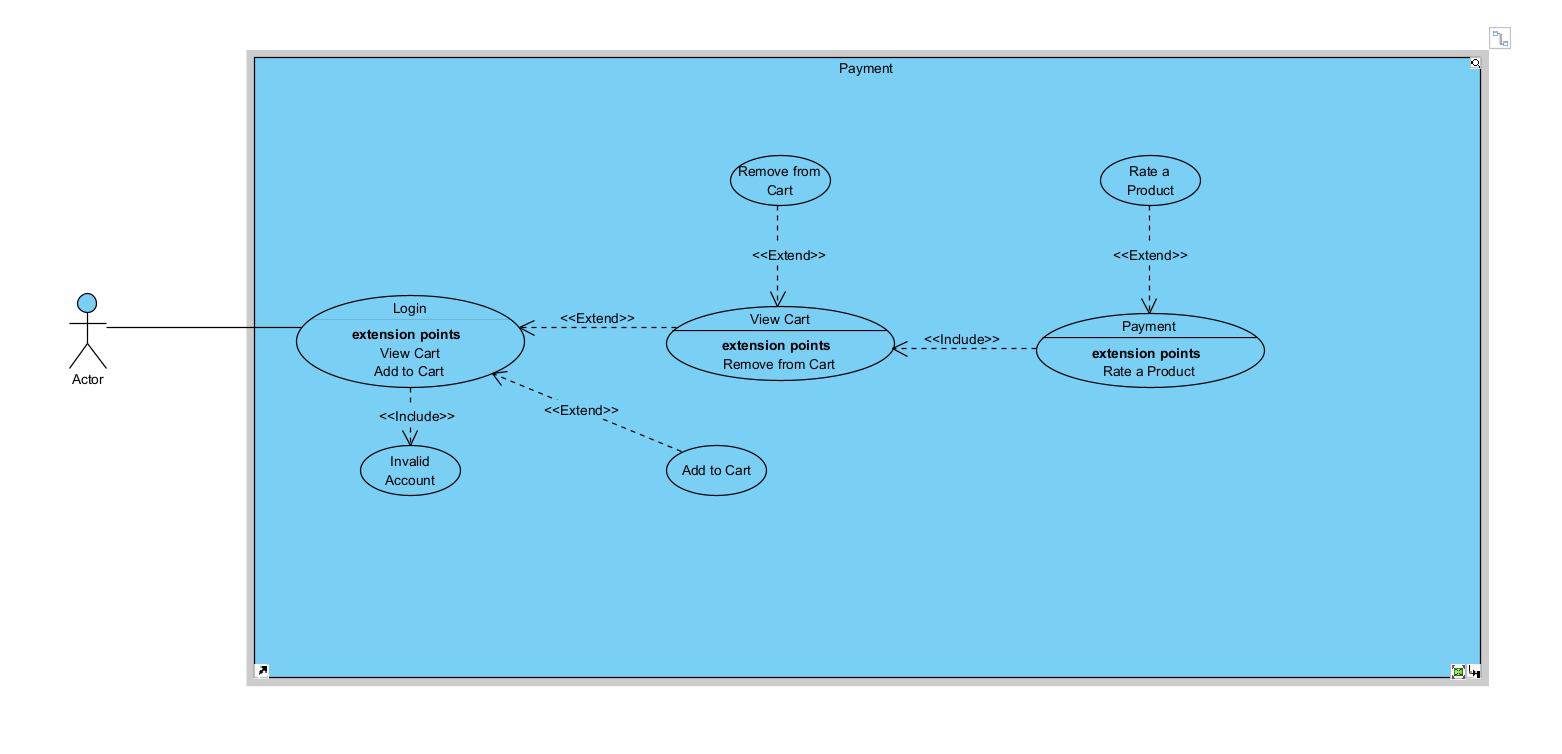 Payment
Remove from
Cart
Rate a
Product
<<Extend>>
<<Extend>>
Login
extension points
View Cart
Add to Cart
<<Extend>>
View Cart
extension points
Remove from Cart
<<Include>>
Payment
extension points
Rate a Product
Actor
<<Include>>
<<Extend>>
Invalid
Account
Add to Cart